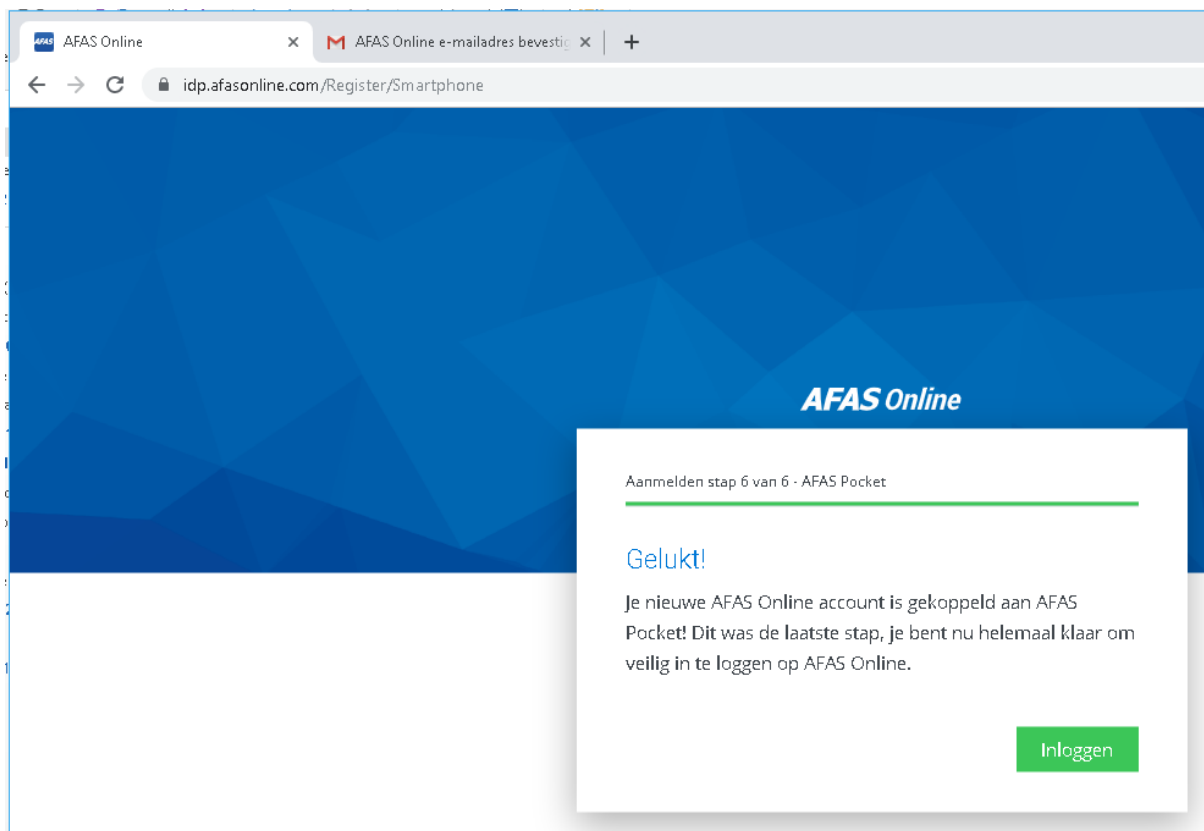 AFAS AFAS Online
AFAS Online e-mailadres bevestig
idp.afasonline.com/Register/Smartphone
AFAS Online
Aanmelden stap 6 van 6 - AFAS Pocket
Gelukt!
Je nieuwe AFAS Online account is gekoppeld aan AFAS
Pocket! Dit was de laatste stap, je bent nu helemaal klaar om
veilig in te loggen op AFAS Online.
Inloggen